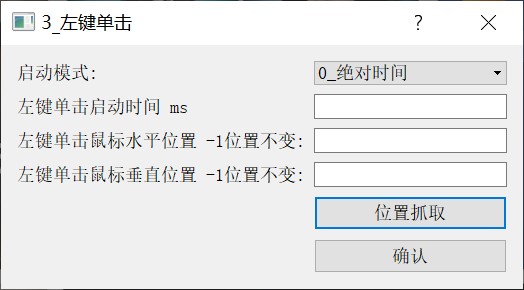 3_左键单击
启动模式: 0_绝对时间
左键单击启动时间 ms
左键单击鼠标水平位置 -1位置不变:
左键单击鼠标垂直位置 -1位置不变:
位置抓取
确认